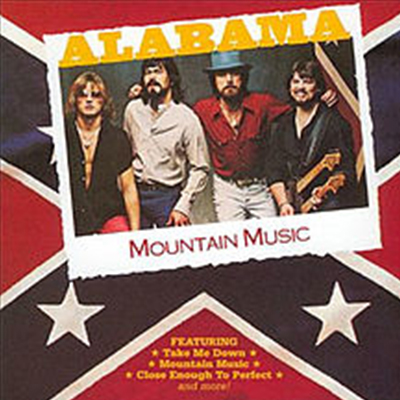 ALABAMA
MOUNTAIN MUSIC
FEATURING
★ Take Me Down ★
★ Mountain Music ★
★ Close Enough To Perfect ★
and more!